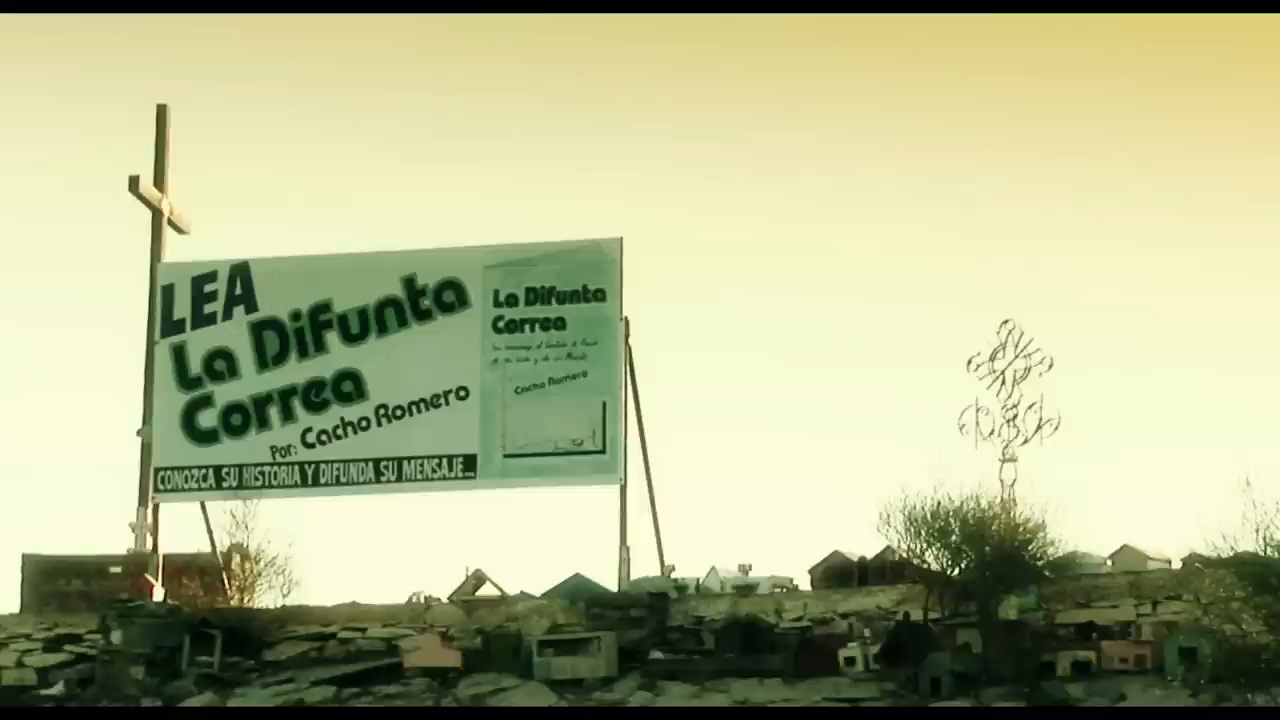 LEA
La Difunta
Correa
Por: Cacho Romero
CONOZCA SU HISTORIA Y DIFUNDA SU MENSAJE...
La Difunta
Correa
Cacho Romero